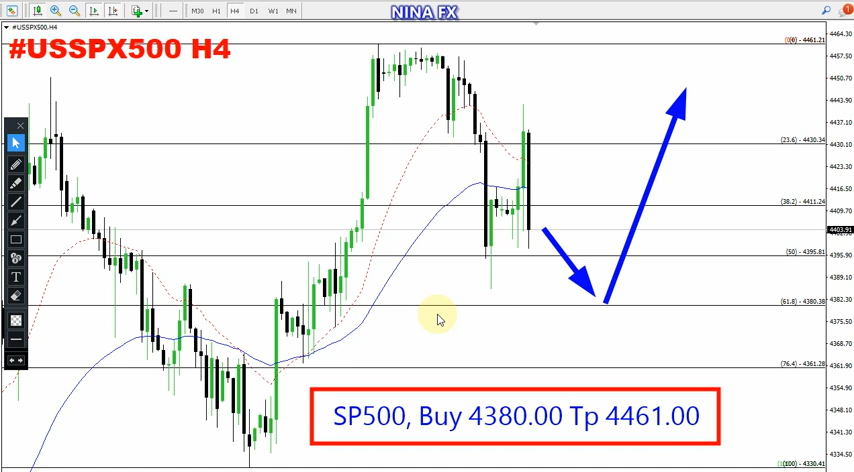 M30 H1 H4 D1 W1 MN
NINA FX
#USSPX500,H4
#USSPX500 H4
4464.30
(0) - 4461.21
4457.50
4450.70
4443.90
4437.10
(23.6) - 4430.34
4430.10
4423.30
4416.50
(38.2) - 4411.24
4409.70
4403.91
(50) - 4395.81
4395.90
4389.10
4382.30
(61.8) - 4380.38
4375.50
4368.70
(76.4) - 4361.28
4361.90
4354.90
4348.10
4341.30
4334.50
(100) - 4330.41
T
SP500, Buy 4380.00 Tp 4461.00